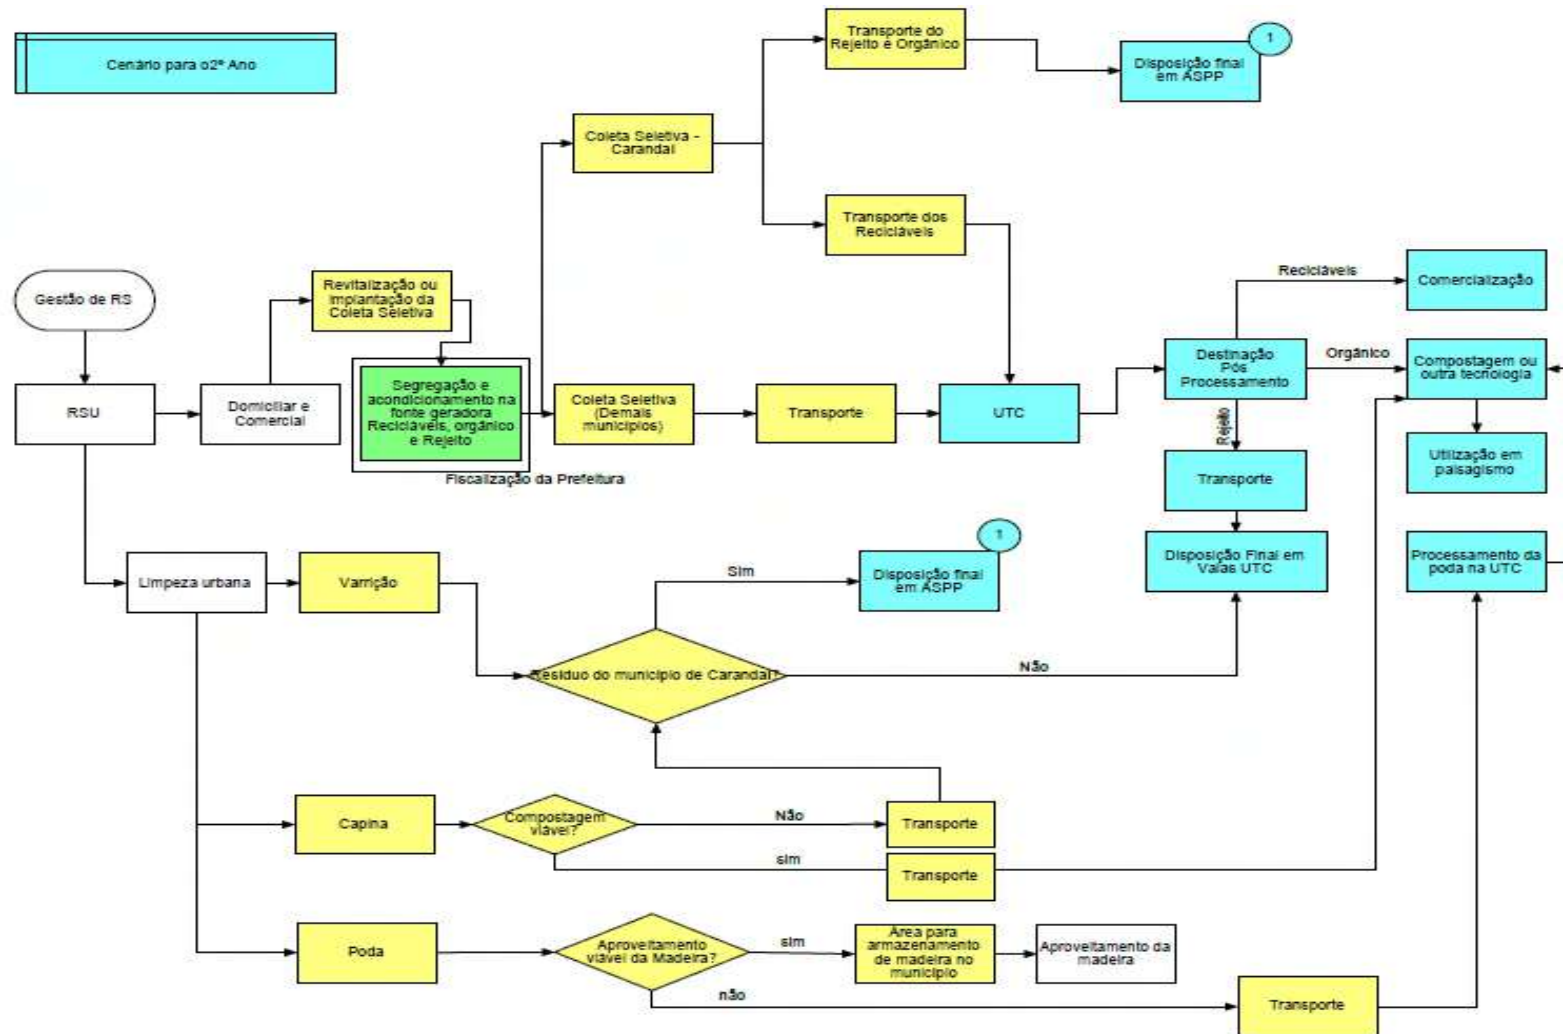 Cenário para o2º Ano
Transporte do
Rejeito e Orgânico
1
Disposição final
em ASPP
Coleta Seletiva -
Carandaí
Transporte dos
Recicláveis
Gestão de RS
Revitalização ou
Implantação da
Coleta Seletiva
Recicláveis
Comercialização
RSU
Domiciliar e
Comercial
Segregação e
acondicionamento na
fonte geradora
Recicláveis, orgânico
e Rejeito
Fiscalização da Prefeitura
Coleta Seletiva
(Demais
municípios)
Transporte
UTC
Destinação
Pós
Processamento
Orgânico
Compostagem ou
outra tecnologia
Rejeito
Utilização em
paisagismo
Transporte
Limpeza urbana
Varrição
Sim
1
Disposição final
em ASPP
Disposição Final em
Valas UTC
Processamento da
poda na UTC
Resíduo do município de Carandaí?
Não
Capina
Compostagem
viável?
Não
Transporte
sim
Transporte
Poda
Aproveitamento
viável da Madeira?
sim
Área para
armazenamento
de madeira no
município
Aproveitamento da
madeira
não
Transporte